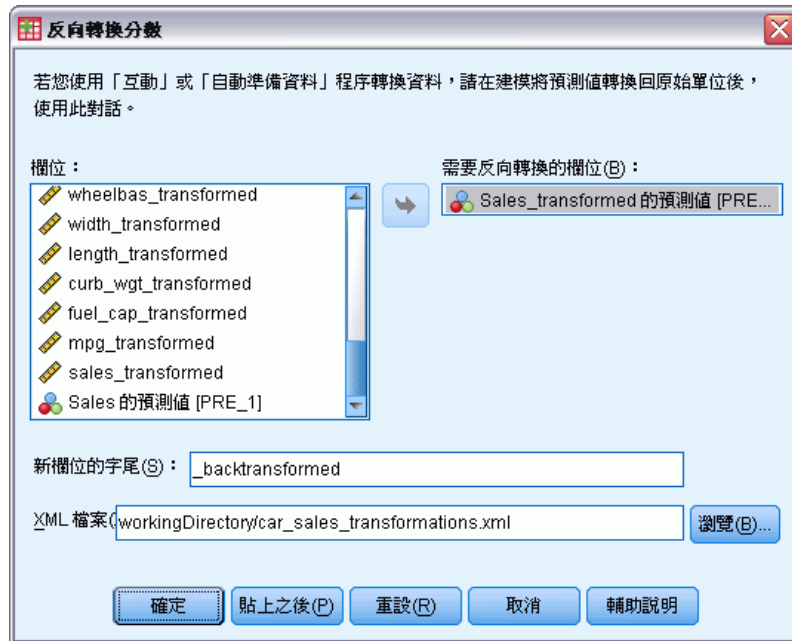 反向轉換分數
若您使用「互動」或「自動準備資料」程序轉換資料，請在建模將預測值轉換回原始單位後，
使用此對話。
欄位：
wheelbas_transformed
width_transformed
length_transformed
curb_wgt_transformed
fuel_cap_transformed
mpg_transformed
sales_transformed
Sales 的預測值 [PRE_1]
需要反向轉換的欄位(B)：
Sales_transformed 的預測值 [PRE...
新欄位的字尾(S)： _backtransformed
XML 檔案( workingDirectory/car_sales_transformations.xml 瀏覽(B)...
確定 貼上之後(P) 重設(R) 取消 輔助說明